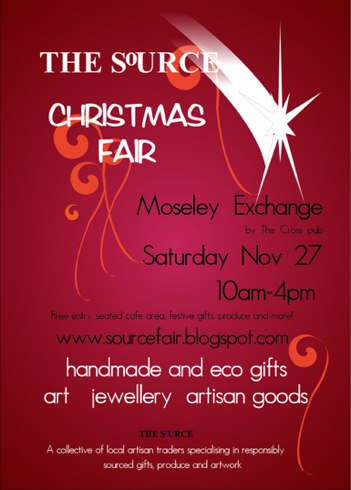 THE SoURCE
CHRISTMAS
FAIR
Moseley Exchange
by The Cross pub
Saturday Nov 27
10am-4pm
Free entry, seated cafe area, festive gifts, produce and more!
www.sourcefair.blogspot.com
handmade and eco gifts
art jewellery artisan goods
THE SoURCE
A collective of local artisan traders specialising in responsibly
sourced gifts, produce and artwork